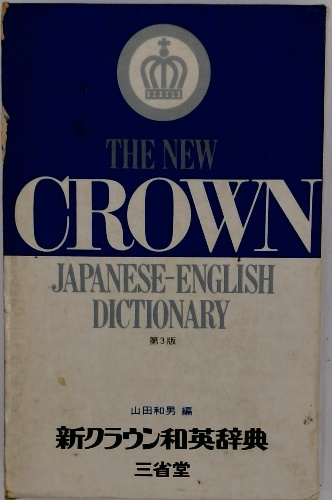 THE NEW
CROWN
JAPANESE-ENGLISH
DICTIONARY
第3版
山田和男 編
新クラウン和英辞典
三省堂